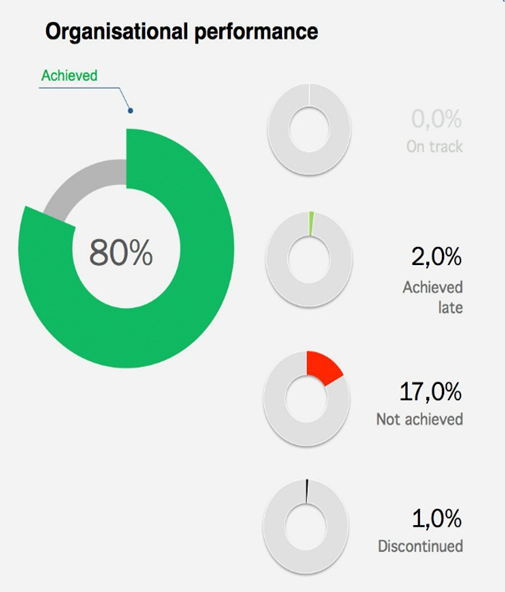 Organisational performance
Achieved
80%
0,0%
On track
2,0%
Achieved
late
17,0%
Not achieved
1,0%
Discontinued